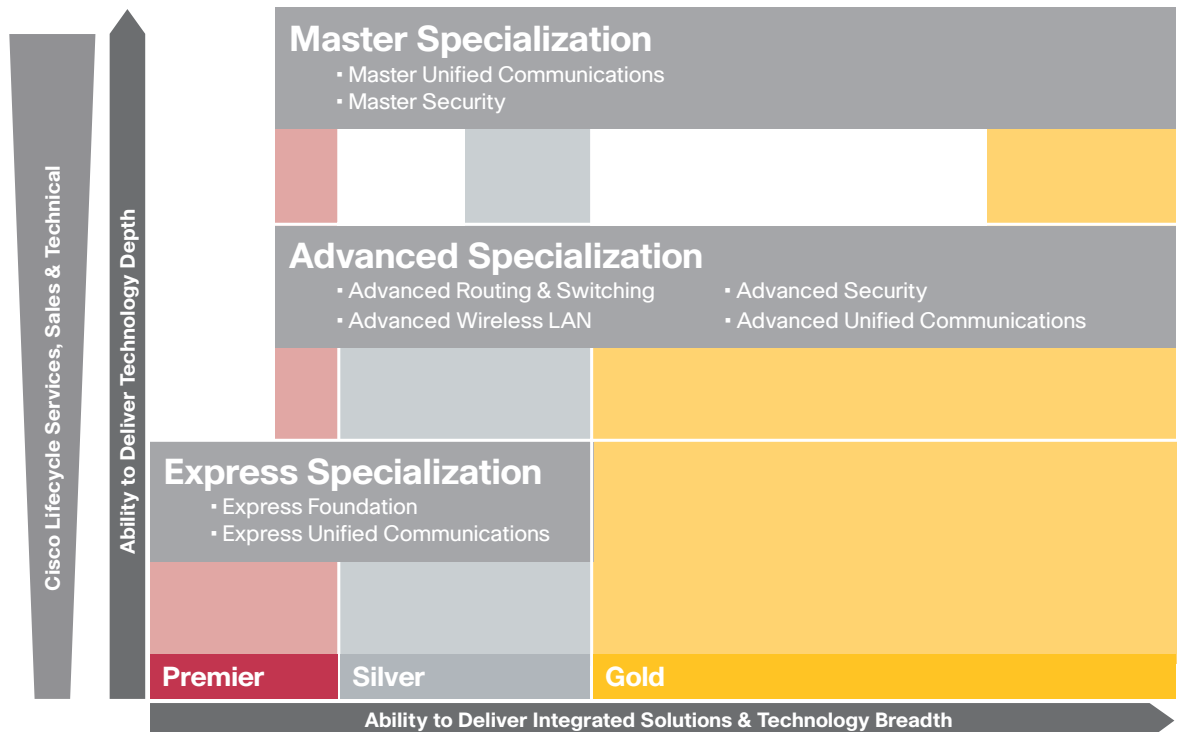 Master Specialization
▪ Master Unified Communications
▪ Master Security
Advanced Specialization
▪ Advanced Routing & Switching
▪ Advanced Wireless LAN
▪ Advanced Security
▪ Advanced Unified Communications
Express Specialization
▪ Express Foundation
▪ Express Unified Communications
Cisco Lifecycle Services, Sales & Technical
Ability to Deliver Technology Depth
Premier
Silver
Gold
Ability to Deliver Integrated Solutions & Technology Breadth